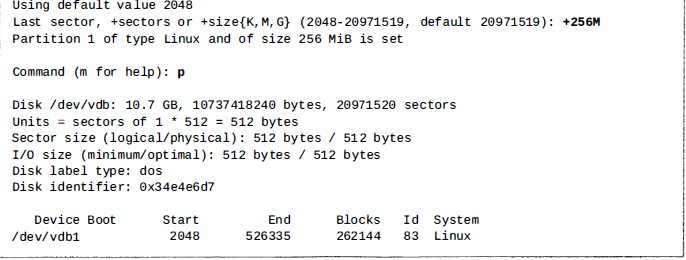 Using default value 2048
Last sector, +sectors or +size{K,M,G} (2048-20971519, default 20971519): +256M
Partition 1 of type Linux and of size 256 MiB is set
Command (m for help): p
Disk /dev/vdb: 10.7 GB, 10737418240 bytes, 20971520 sectors
Units = sectors of 1 * 512 = 512 bytes
Sector size (logical/physical): 512 bytes / 512 bytes
I/O size (minimum/optimal): 512 bytes / 512 bytes
Disk label type: dos
Disk identifier: 0x34e4e6d7
Device Boot Start End Blocks Id System
/dev/vdb1 2048 526335 262144 83 Linux